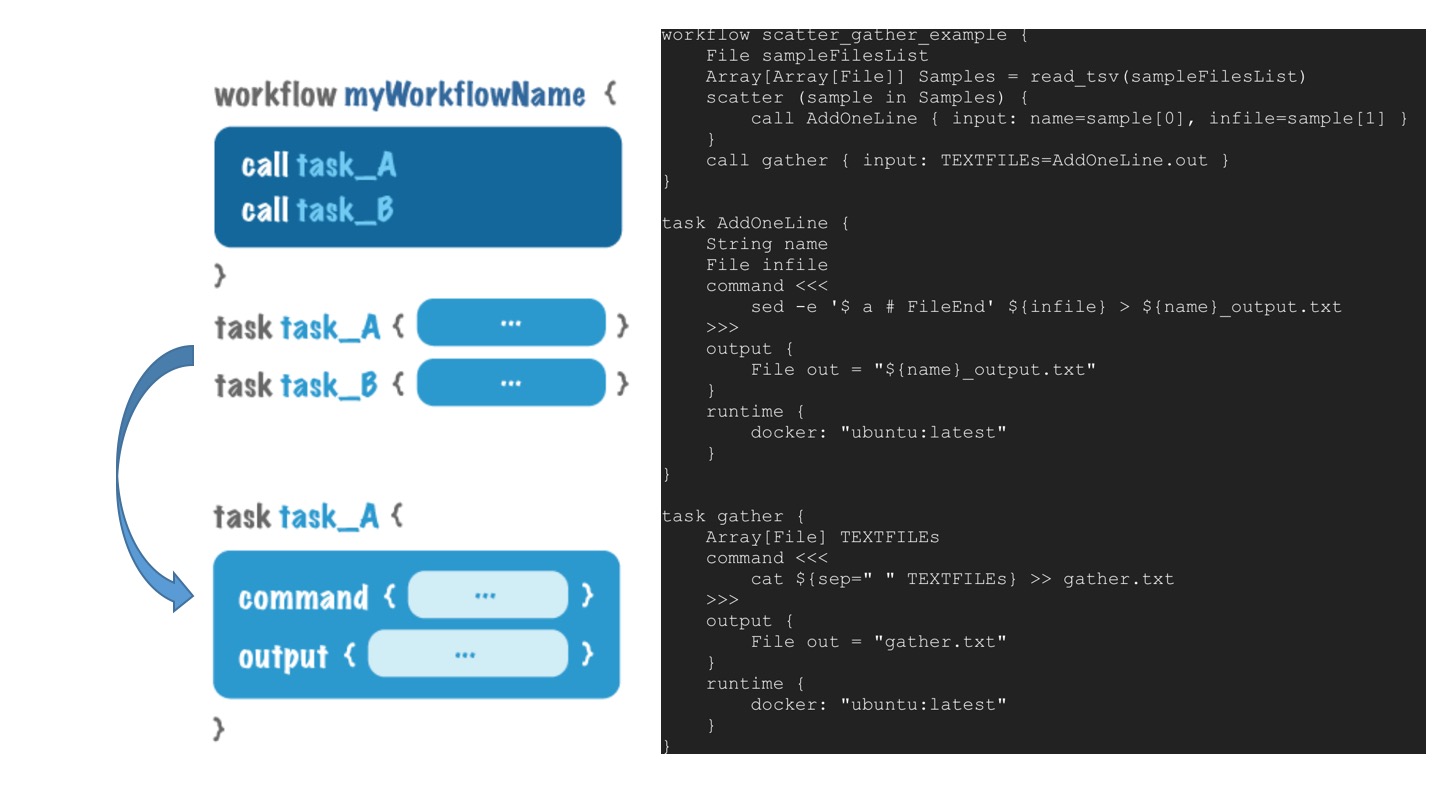 workflow myWorkflowName {
call task_A
call task_B
}
task task_A { ... }
task task_B { ... }
task task_A {
command { ... }
output { ... }
}
workflow scatter_gather_example {
    File sampleFilesList
    Array[Array[File]] Samples = read_tsv(sampleFilesList)
    scatter (sample in Samples) {
        call AddOneLine { input: name=sample[0], infile=sample[1] }
    }
    call gather { input: TEXTFILEs=AddOneLine.out }
}
task AddOneLine {
    String name
    File infile
    command <<<
        sed -e '$ a # FileEnd' ${infile} > ${name}_output.txt
    >>>
    output {
        File out = "${name}_output.txt"
    }
    runtime {
        docker: "ubuntu:latest"
    }
}
task gather {
    Array[File] TEXTFILEs
    command <<<
        cat ${sep=" " TEXTFILEs} >> gather.txt
    >>>
    output {
        File out = "gather.txt"
    }
    runtime {
        docker: "ubuntu:latest"
    }
}